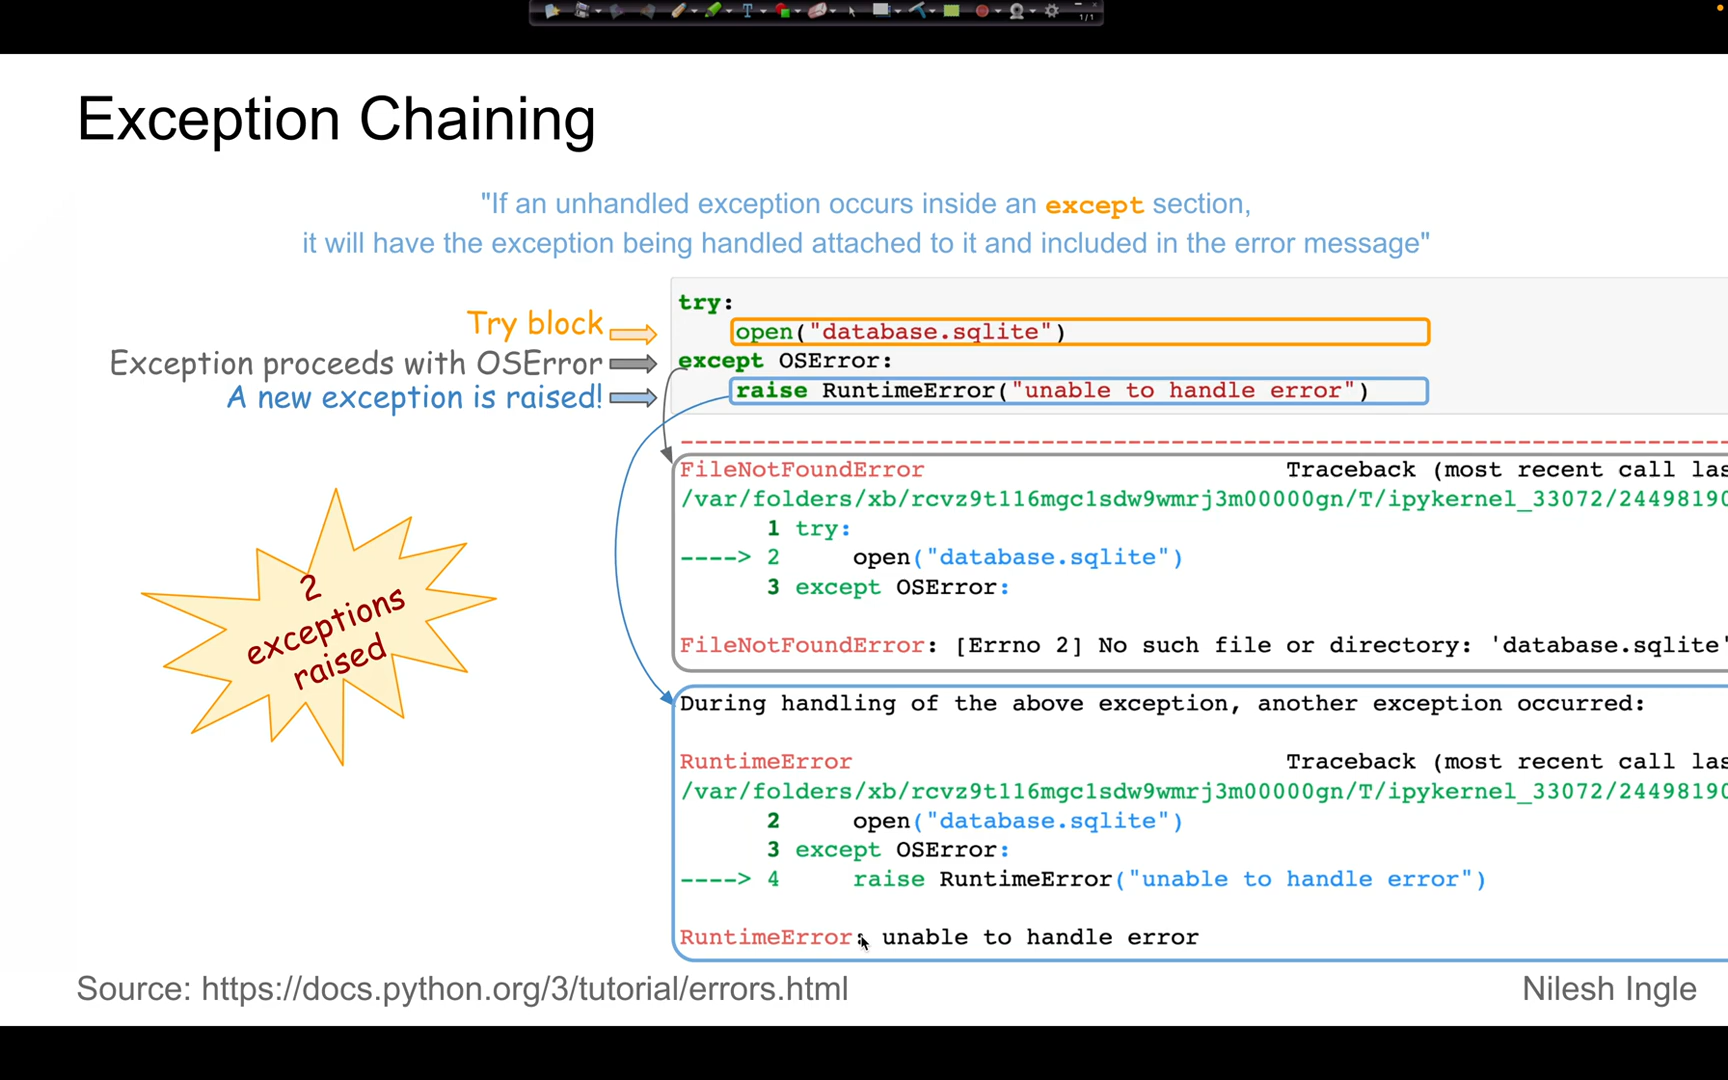 1/1
Exception Chaining
"If an unhandled exception occurs inside an except section,
it will have the exception being handled attached to it and included in the error message"
Try block
Exception proceeds with OSError
A new exception is raised!
try:
open("database.sqlite")
except OSError:
raise RuntimeError("unable to handle error")
FileNotFoundError Traceback (most recent call las
/var/folders/xb/rcvz9t116mgc1sdw9wmrj3m00000gn/T/ipykernel_33072/24498190
1 try:
----> 2 open("database.sqlite")
3 except OSError:
FileNotFoundError: [Errno 2] No such file or directory: 'database.sqlite'
2
exceptions
raised
During handling of the above exception, another exception occurred:
RuntimeError Traceback (most recent call las
/var/folders/xb/rcvz9t116mgc1sdw9wmrj3m00000gn/T/ipykernel_33072/24498190
2 open("database.sqlite")
3 except OSError:
----> 4 raise RuntimeError("unable to handle error")
RuntimeError: unable to handle error
Source: https://docs.python.org/3/tutorial/errors.html
Nilesh Ingle